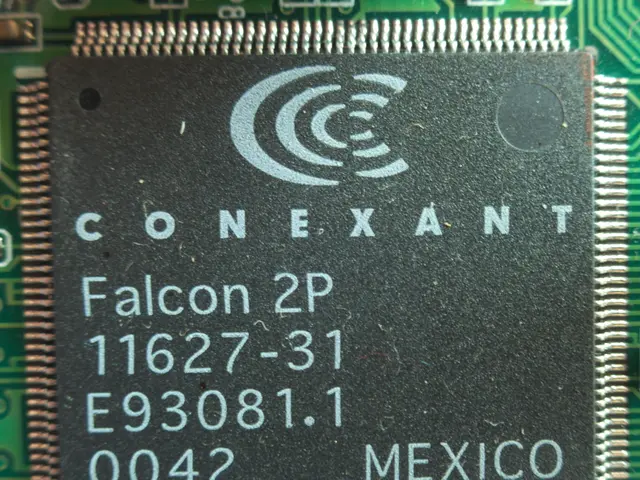 CONEXANT
Falcon 2P
11627-31
E93081.1
0042 MEXICO